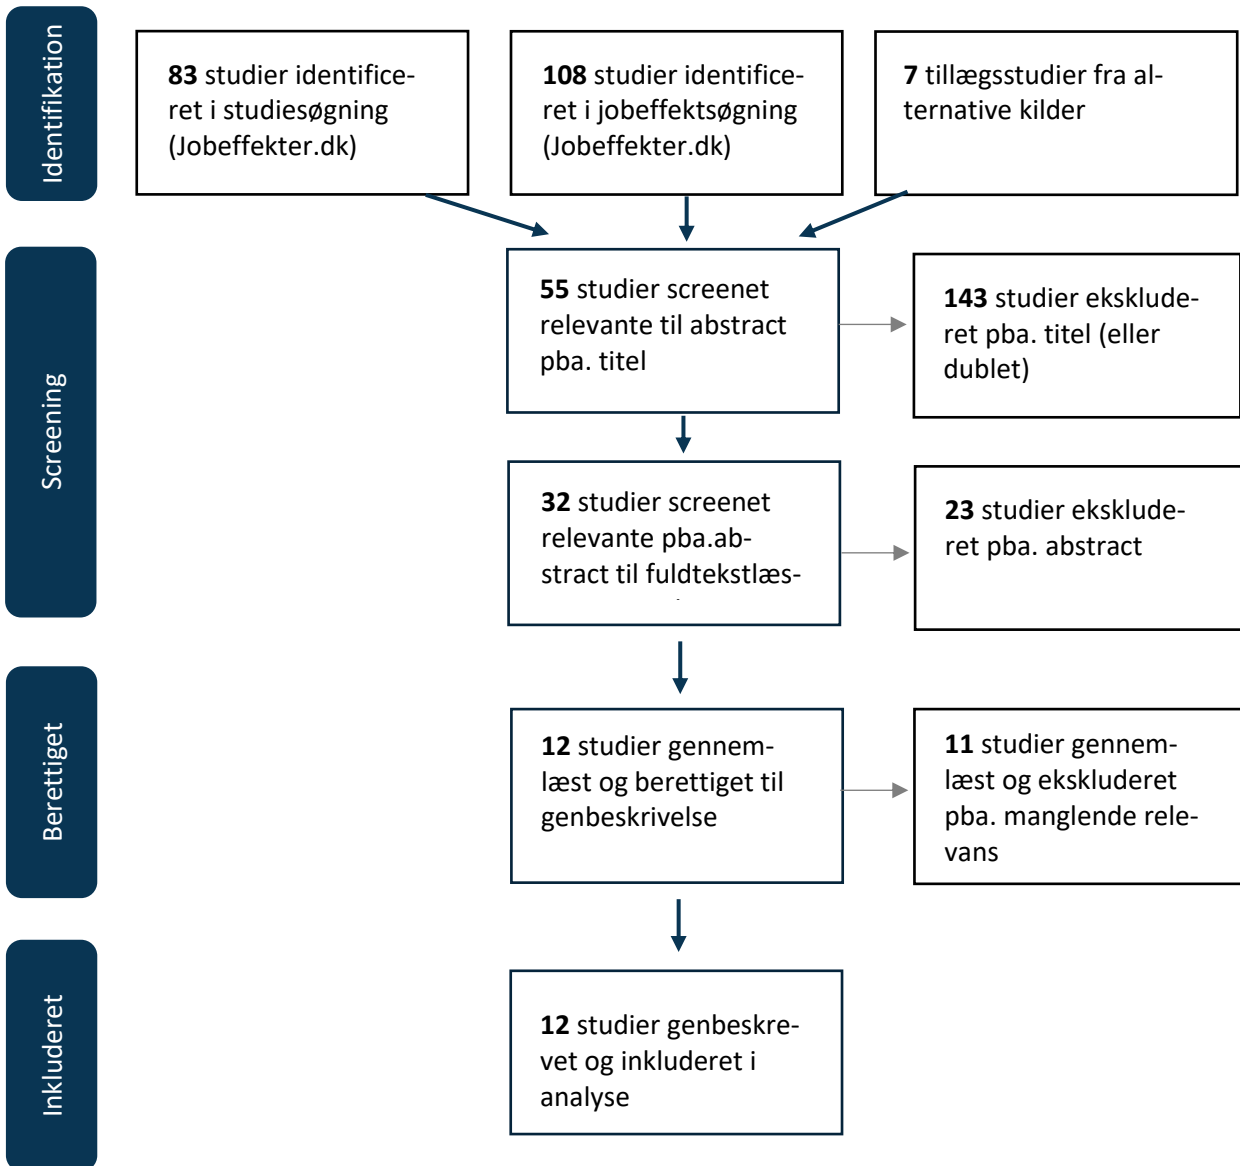 Identifikation
83 studier identifice-
ret i studiesøgning
(Jobeffekter.dk)
108 studier identifice-
ret i jobeffektsøgning
(Jobeffekter.dk)
7 tillægsstudier fra al-
ternative kilder
Screening
55 studier screenet
relevante til abstract
pba. titel
143 studier eksklude-
ret pba. titel (eller
dublet)
32 studier screenet
relevante pba.ab-
stract til fuldtekstlæs-
23 studier eksklude-
ret pba. abstract
Berettiget
12 studier gennem-
læst og berettiget til
genbeskrivelse
11 studier gennem-
læst og ekskluderet
pba. manglende rele-
vans
Inkluderet
12 studier genbeskre-
vet og inkluderet i
analyse